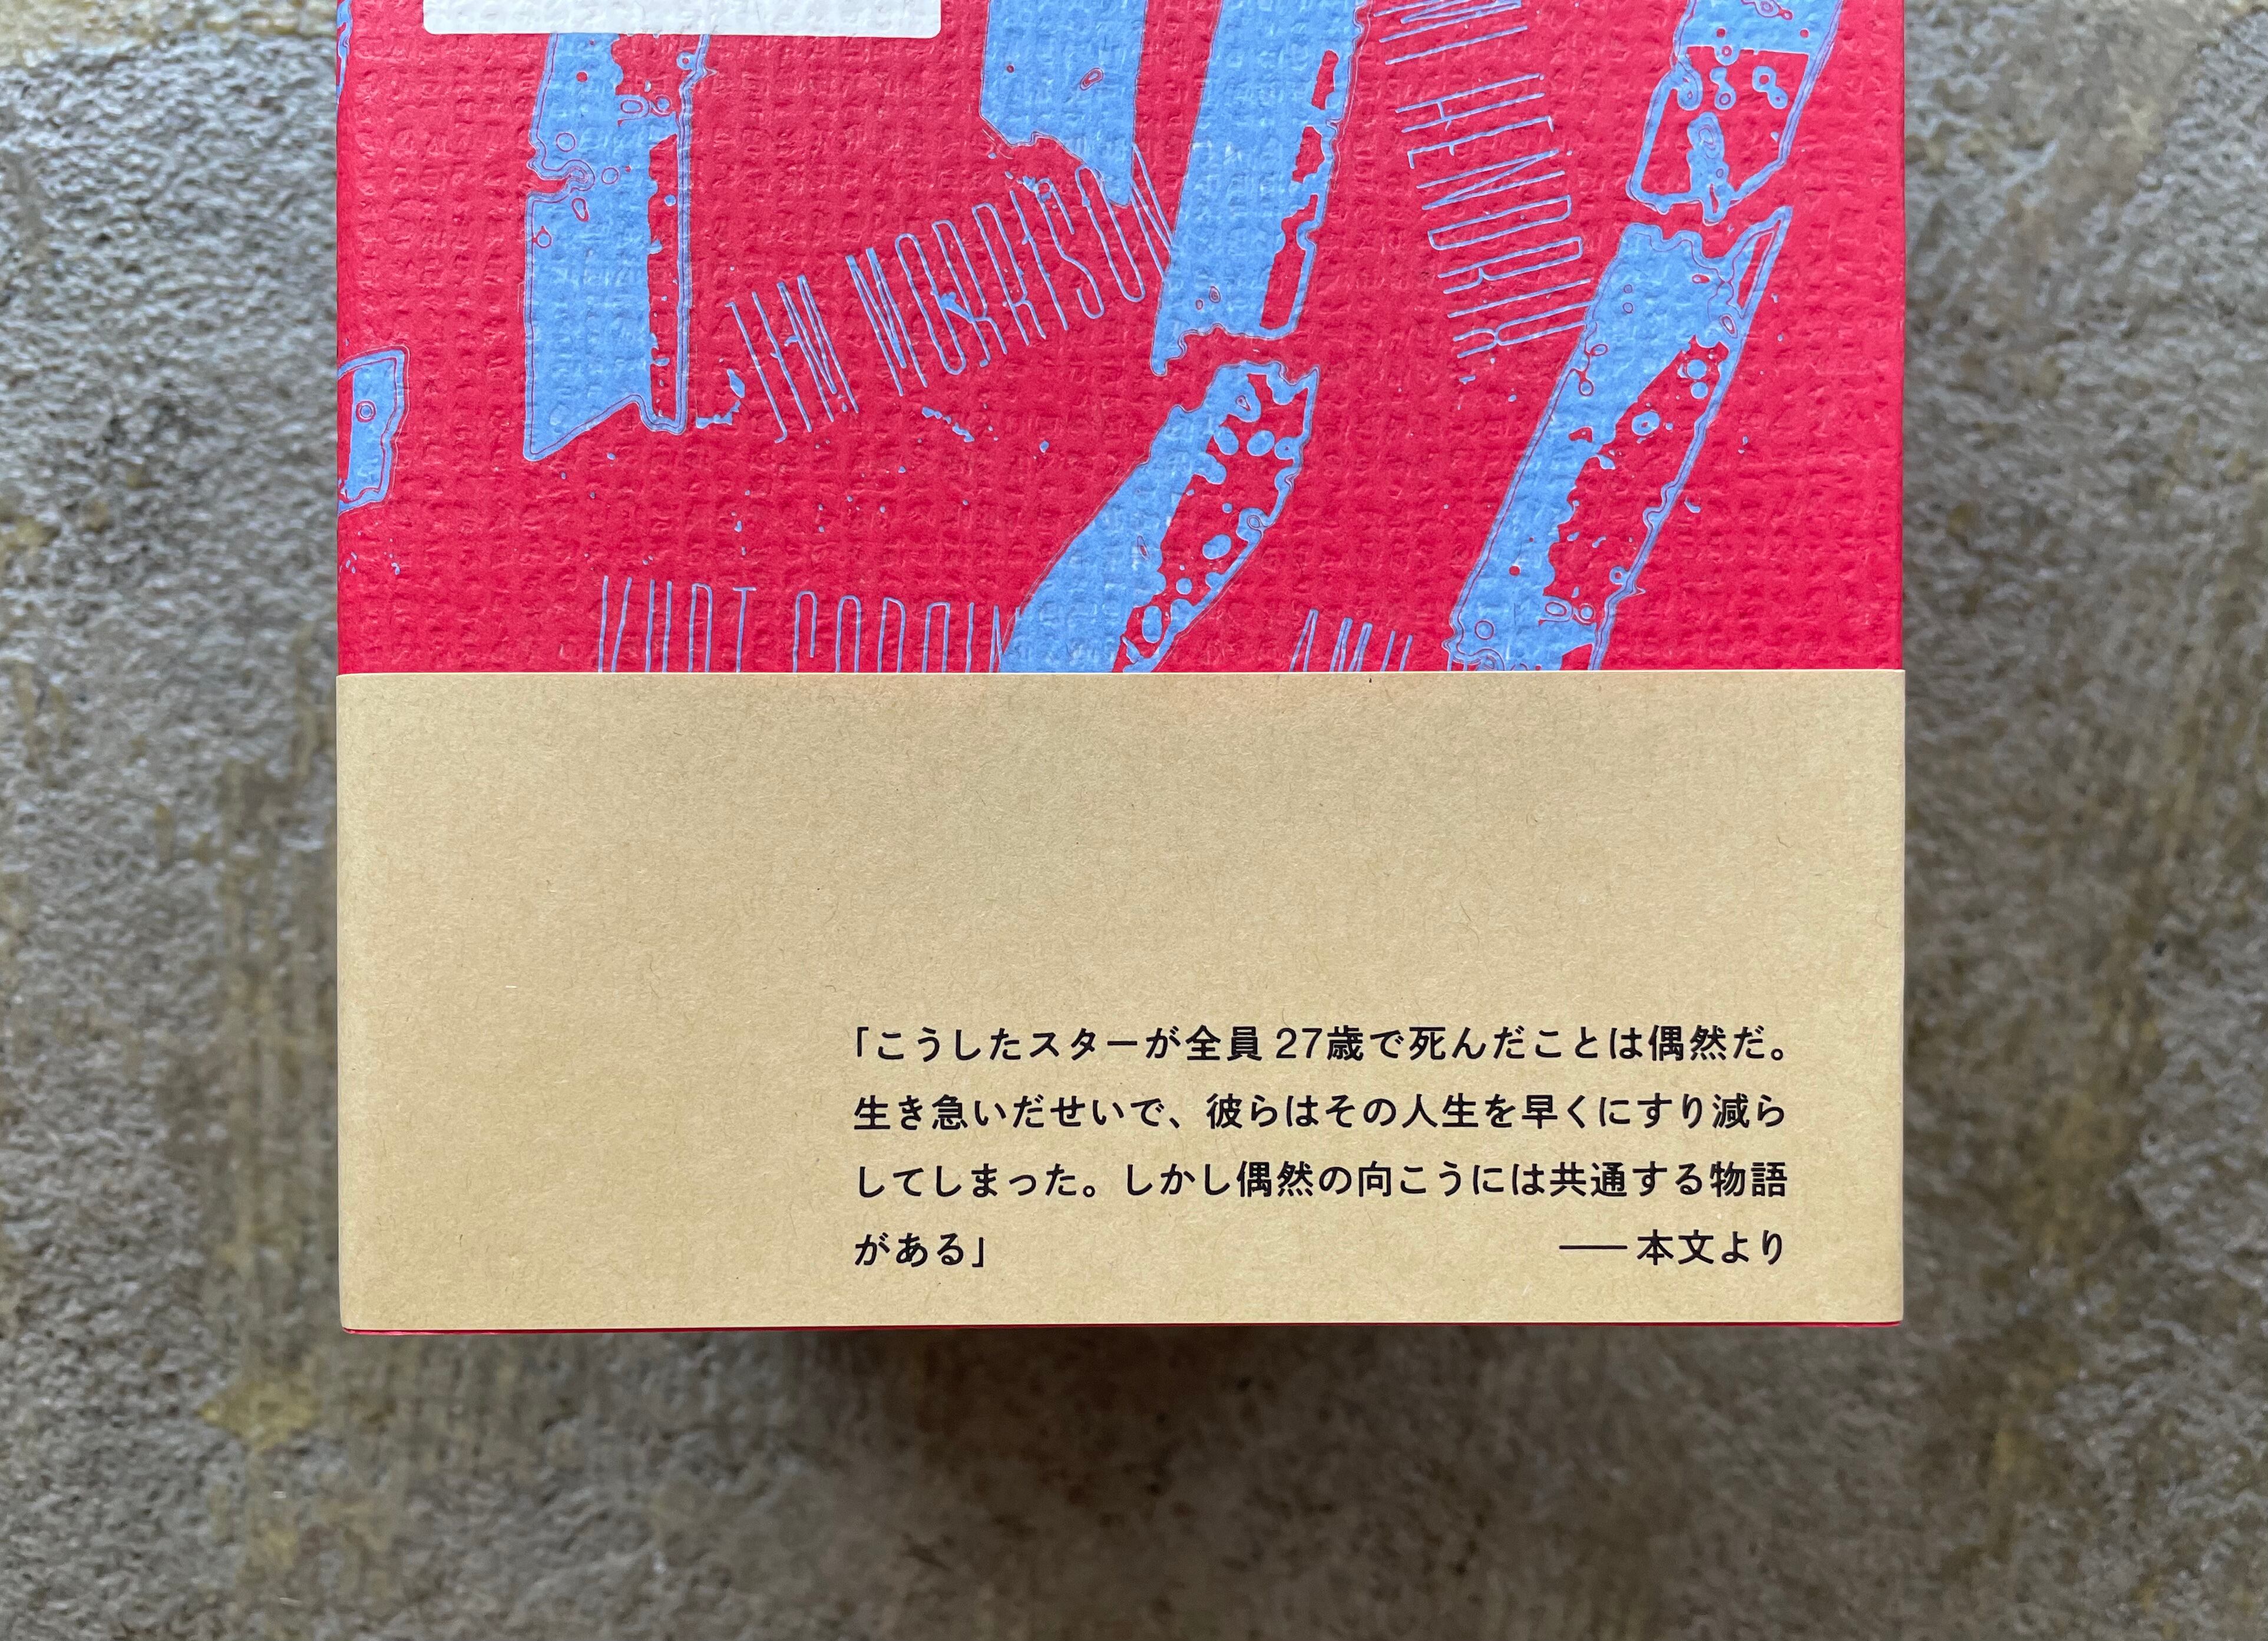 JIMI HENDRIX
JIM MORRISON
KURT COBAIN
「こうしたスターが全員27歳で死んだことは偶然だ。
生き急いだせいで、彼らはその人生を早くにすり減ら
してしまった。しかし偶然の向こうには共通する物語
がある」 ——本文より